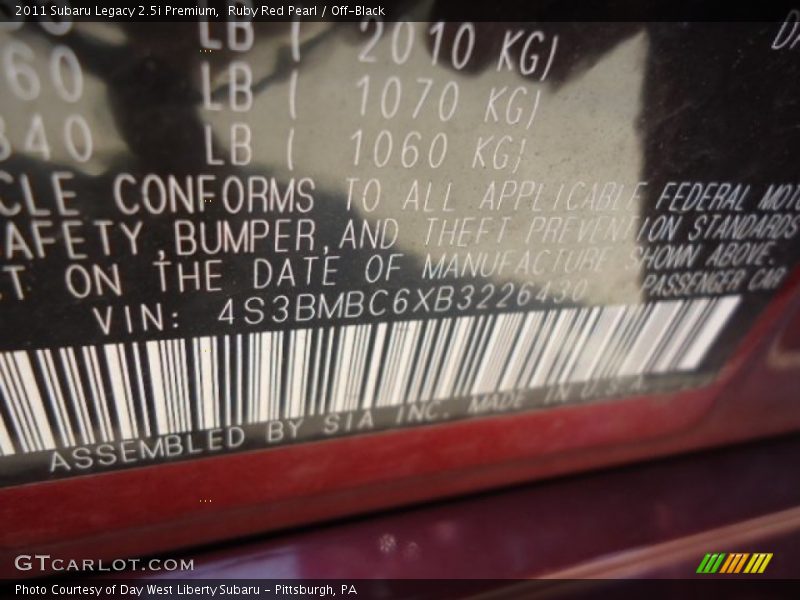 2011 Subaru Legacy 2.5i Premium, Ruby Red Pearl / Off-Black
LB ( 2010 KG)
60 LB ( 1070 KG)
340 LB ( 1060 KG)
CLE CONFORMS TO ALL APPLICABLE FEDERAL MOTO
AFETY, BUMPER, AND THEFT PREVENTION STANDARDS
CT ON THE DATE OF MANUFACTURE SHOWN ABOVE.
VIN: 4S3BMBC6XB3226430 PASSENGER CAR
ASSEMBLED BY SIA INC. MADE IN U.S.A.
GTCARLOT.COM
Photo Courtesy of Day West Liberty Subaru - Pittsburgh, PA